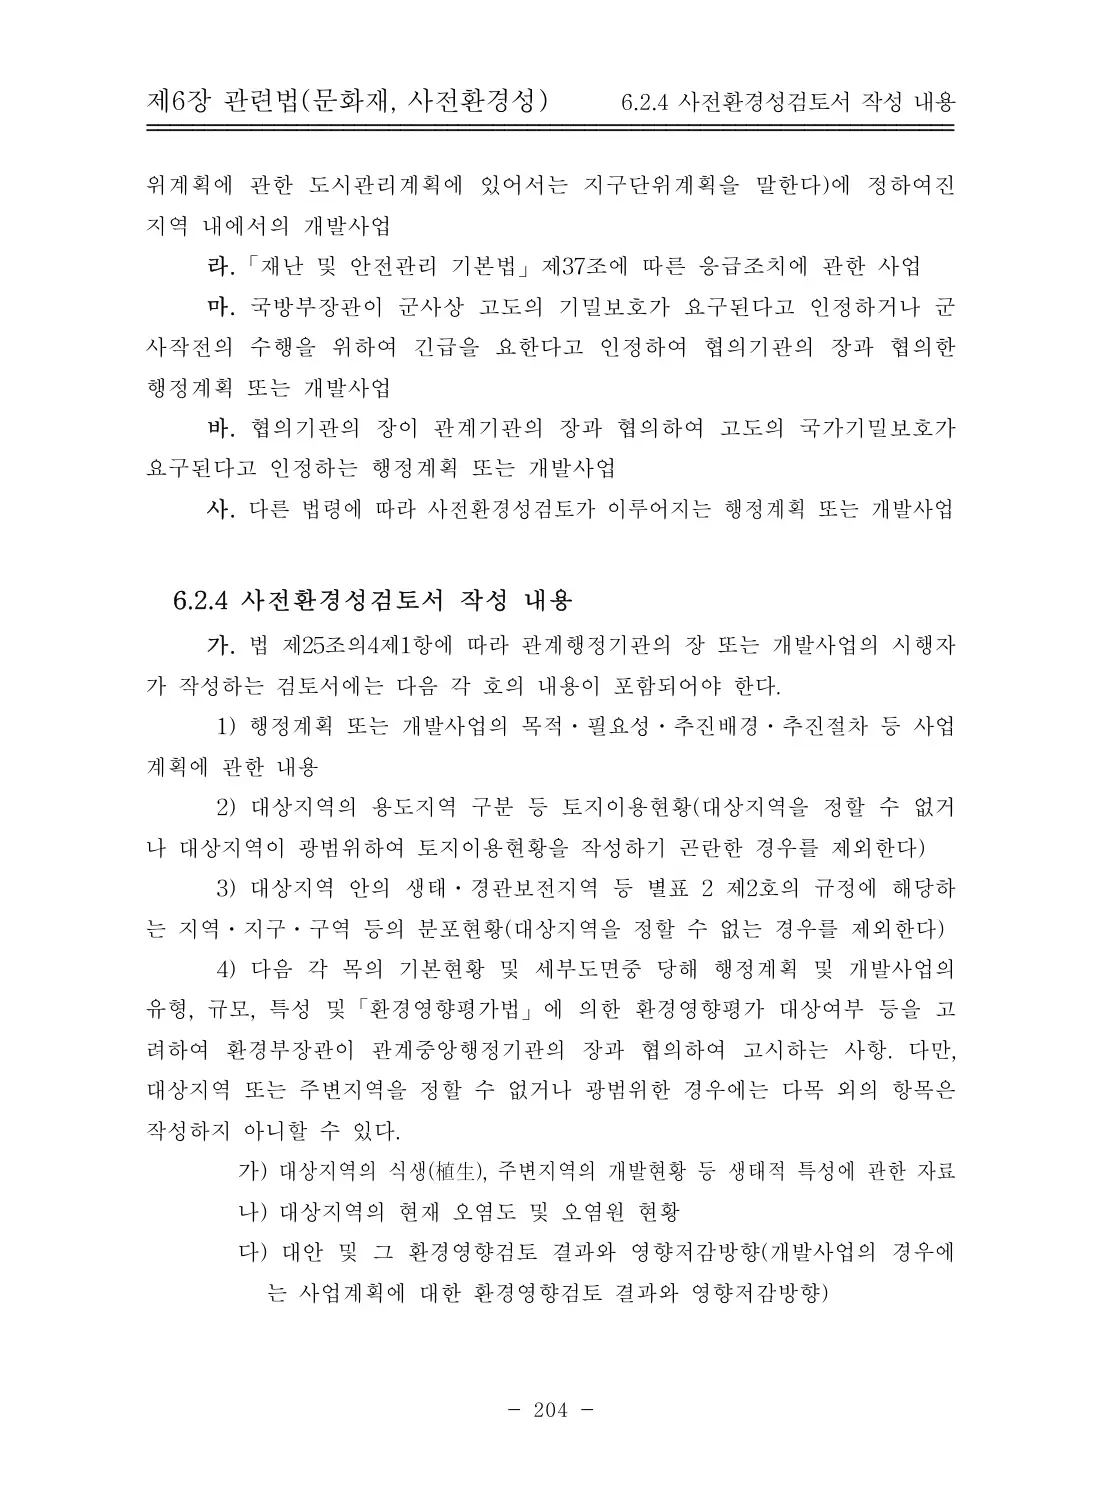 제6장 관련법(문화재, 사전환경성) 6.2.4 사전환경성검토서 작성 내용
위계획에 관한 도시관리계획에 있어서는 지구단위계획을 말한다)에 정하여진
지역 내에서의 개발사업
라.「재난 및 안전관리 기본법」제37조에 따른 응급조치에 관한 사업
마. 국방부장관이 군사상 고도의 기밀보호가 요구된다고 인정하거나 군
사작전의 수행을 위하여 긴급을 요한다고 인정하여 협의기관의 장과 협의한
행정계획 또는 개발사업
바. 협의기관의 장이 관계기관의 장과 협의하여 고도의 국가기밀보호가
요구된다고 인정하는 행정계획 또는 개발사업
사. 다른 법령에 따라 사전환경성검토가 이루어지는 행정계획 또는 개발사업
6.2.4 사전환경성검토서 작성 내용
가. 법 제25조의4제1항에 따라 관계행정기관의 장 또는 개발사업의 시행자
가 작성하는 검토서에는 다음 각 호의 내용이 포함되어야 한다.
1) 행정계획 또는 개발사업의 목적・필요성・추진배경・추진절차 등 사업
계획에 관한 내용
2) 대상지역의 용도지역 구분 등 토지이용현황(대상지역을 정할 수 없거
나 대상지역이 광범위하여 토지이용현황을 작성하기 곤란한 경우를 제외한다)
3) 대상지역 안의 생태・경관보전지역 등 별표 2 제2호의 규정에 해당하
는 지역・지구・구역 등의 분포현황(대상지역을 정할 수 없는 경우를 제외한다)
4) 다음 각 목의 기본현황 및 세부도면중 당해 행정계획 및 개발사업의
유형, 규모, 특성 및「환경영향평가법」에 의한 환경영향평가 대상여부 등을 고
려하여 환경부장관이 관계중앙행정기관의 장과 협의하여 고시하는 사항. 다만,
대상지역 또는 주변지역을 정할 수 없거나 광범위한 경우에는 다목 외의 항목은
작성하지 아니할 수 있다.
가) 대상지역의 식생(植生), 주변지역의 개발현황 등 생태적 특성에 관한 자료
나) 대상지역의 현재 오염도 및 오염원 현황
다) 대안 및 그 환경영향검토 결과와 영향저감방향(개발사업의 경우에
는 사업계획에 대한 환경영향검토 결과와 영향저감방향)
- 204 -